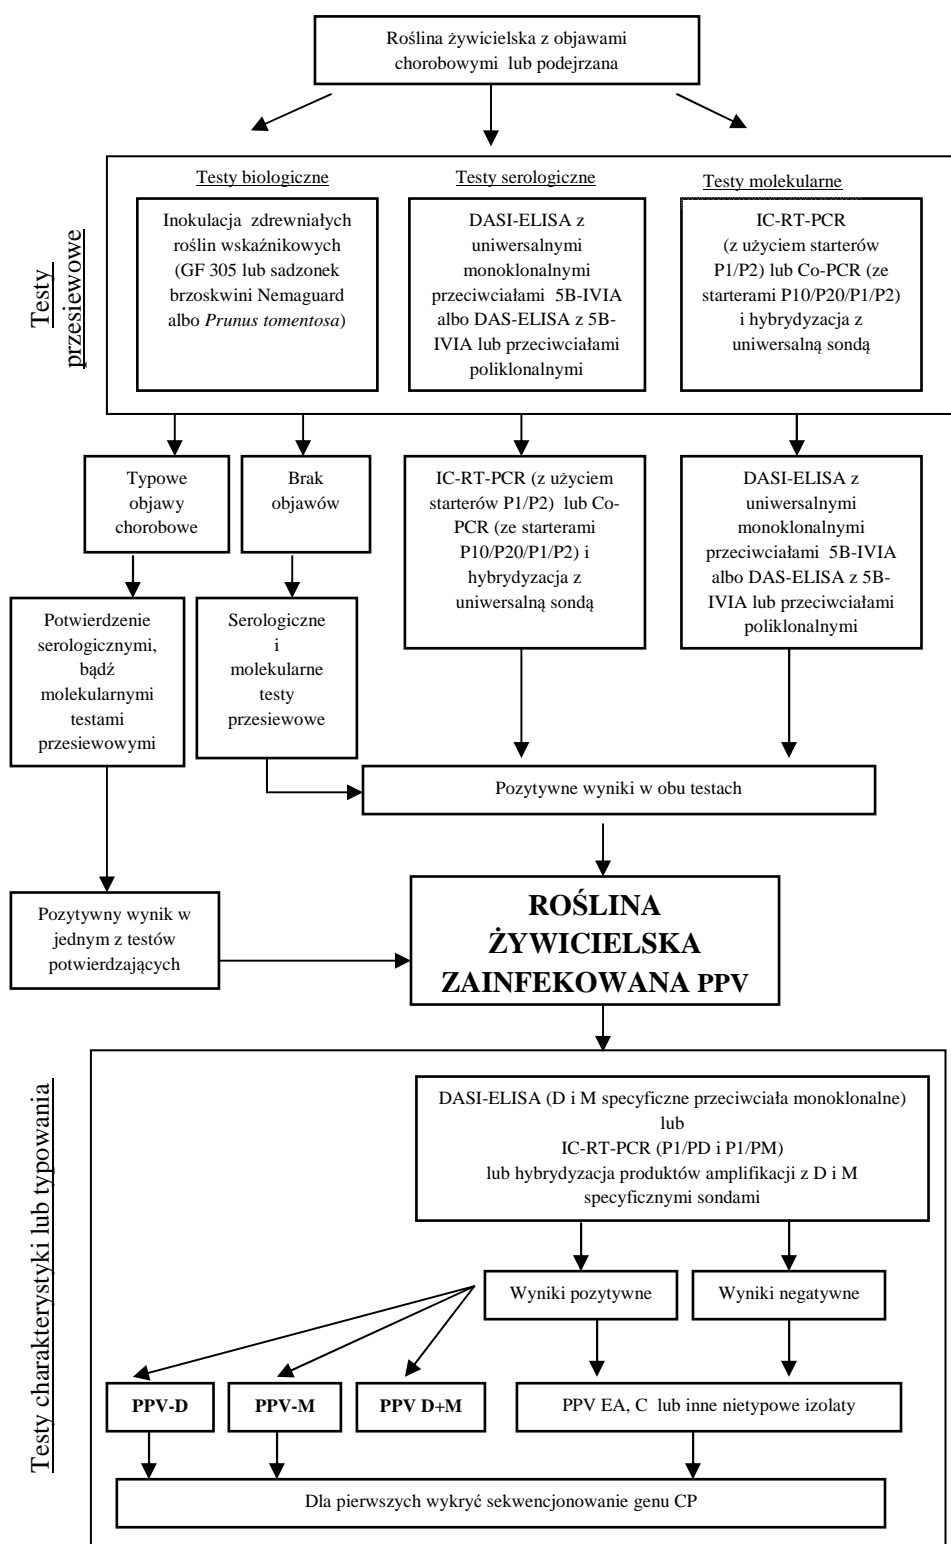 Roślina żywicielska z objawami
chorobowymi lub podejrzana
Testy
przesiewowe
Testy biologiczne
Inokulacja zdrewniałych
roślin wskaźnikowych
(GF 305 lub sadzonek
brzoskwini Nemaguard
albo Prunus tomentosa)
Testy serologiczne
DASI-ELISA z
uniwersalnymi
monoklonalnymi
przeciwciałami 5B-IVIA
albo DAS-ELISA z 5B-
IVIA lub przeciwciałami
poliklonalnymi
Testy molekularne
IC-RT-PCR
(z użyciem starterów
P1/P2) lub Co-PCR (ze
starterami P10/P20/P1/P2)
i hybrydyzacja z
uniwersalną sondą
Typowe
objawy
chorobowe
Brak
objawów
IC-RT-PCR (z użyciem
starterów P1/P2) lub Co-
PCR (ze starterami
P10/P20/P1/P2) i
hybrydyzacja z
uniwersalną sondą
DASI-ELISA z
uniwersalnymi
monoklonalnymi
przeciwciałami 5B-IVIA
albo DAS-ELISA z 5B-
IVIA lub przeciwciałami
poliklonalnymi
Potwierdzenie
serologicznymi,
bądź
molekularnymi
testami
przesiewowymi
Serologiczne
i
molekularne
testy
przesiewowe
Pozytywne wyniki w obu testach
Pozytywny wynik w
jednym z testów
potwierdzających
ROŚLINA
ŻYWICIELSKA
ZAINFEKOWANA PPV
Testy charakterystyki lub typowania
DASI-ELISA (D i M specyficzne przeciwciała monoklonalne)
lub
IC-RT-PCR (P1/PD i P1/PM)
lub hybrydyzacja produktów amplifikacji z D i M
specyficznymi sondami
Wyniki pozytywne
Wyniki negatywne
PPV-D
PPV-M
PPV D+M
PPV EA, C lub inne nietypowe izolaty
Dla pierwszych wykryć sekwencjonowanie genu CP